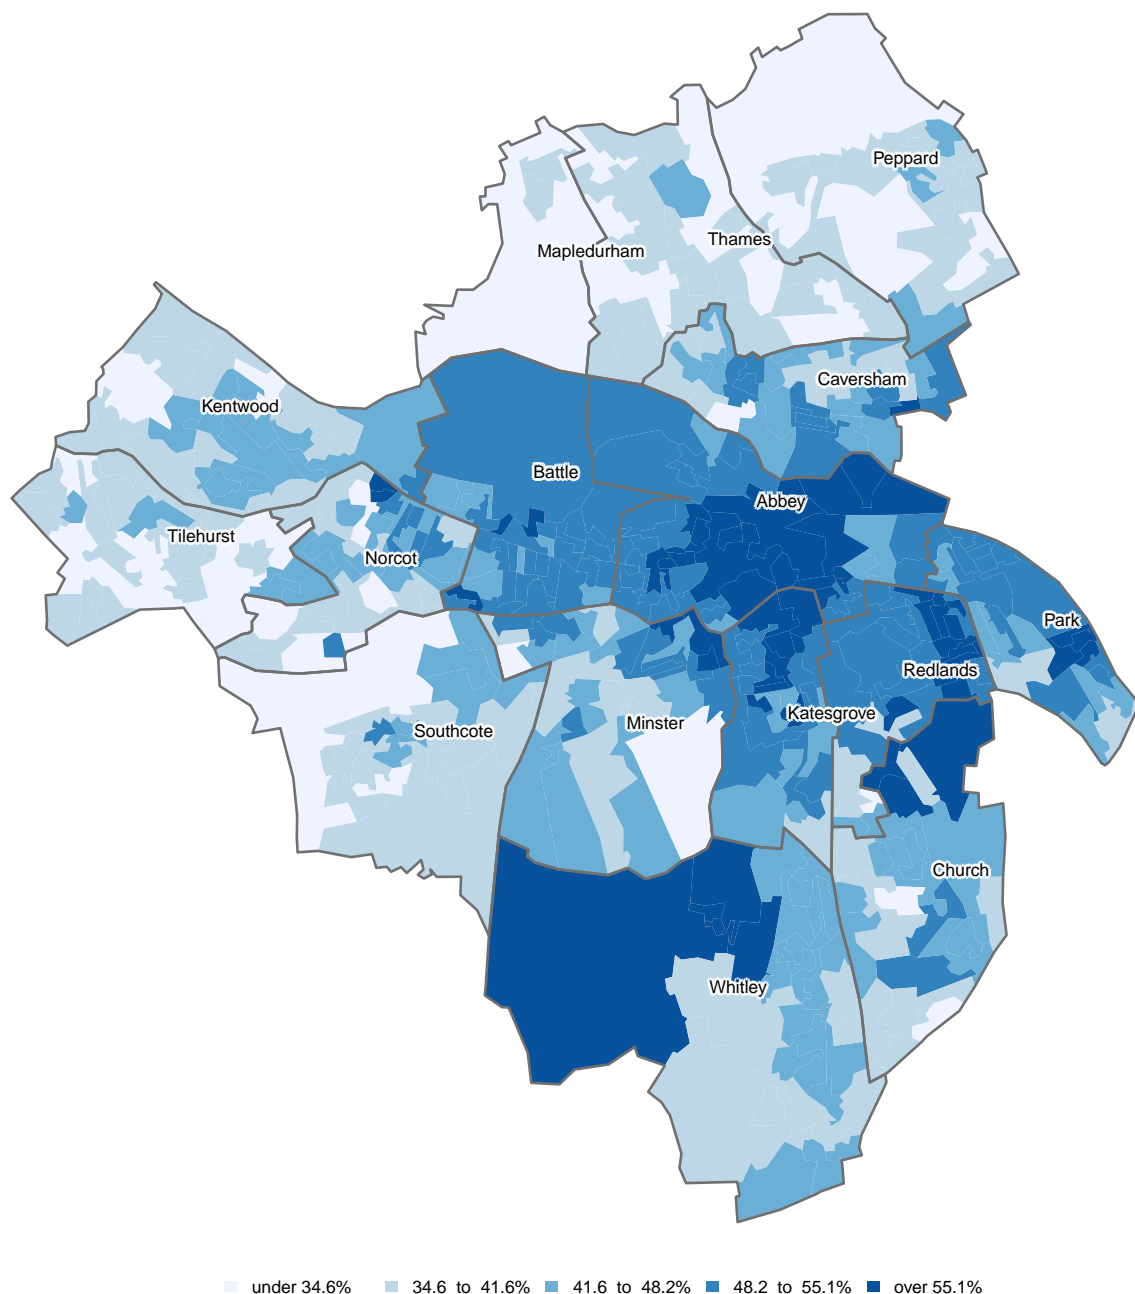 Peppard
Thames
Mapledurham
Caversham
Kentwood
Battle
Abbey
Tilehurst
Norcot
Park
Redlands
Katesgrove
Minster
Southcote
Church
Whitley
under 34.6% 34.6 to 41.6% 41.6 to 48.2% 48.2 to 55.1% over 55.1%